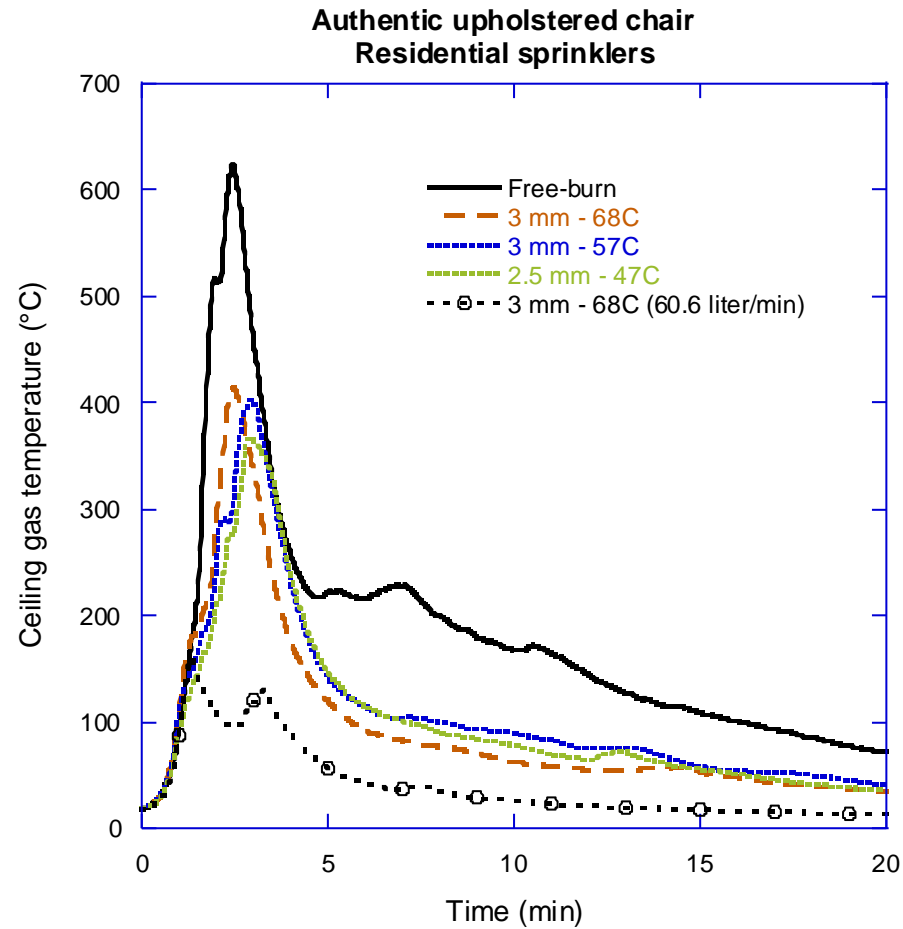 Authentic upholstered chair
Residential sprinklers
700
600
500
400
300
200
100
0
Ceiling gas temperature (°C)
Free-burn
3 mm - 68C
3 mm - 57C
2.5 mm - 47C
3 mm - 68C (60.6 liter/min)
0 5 10 15 20
Time (min)